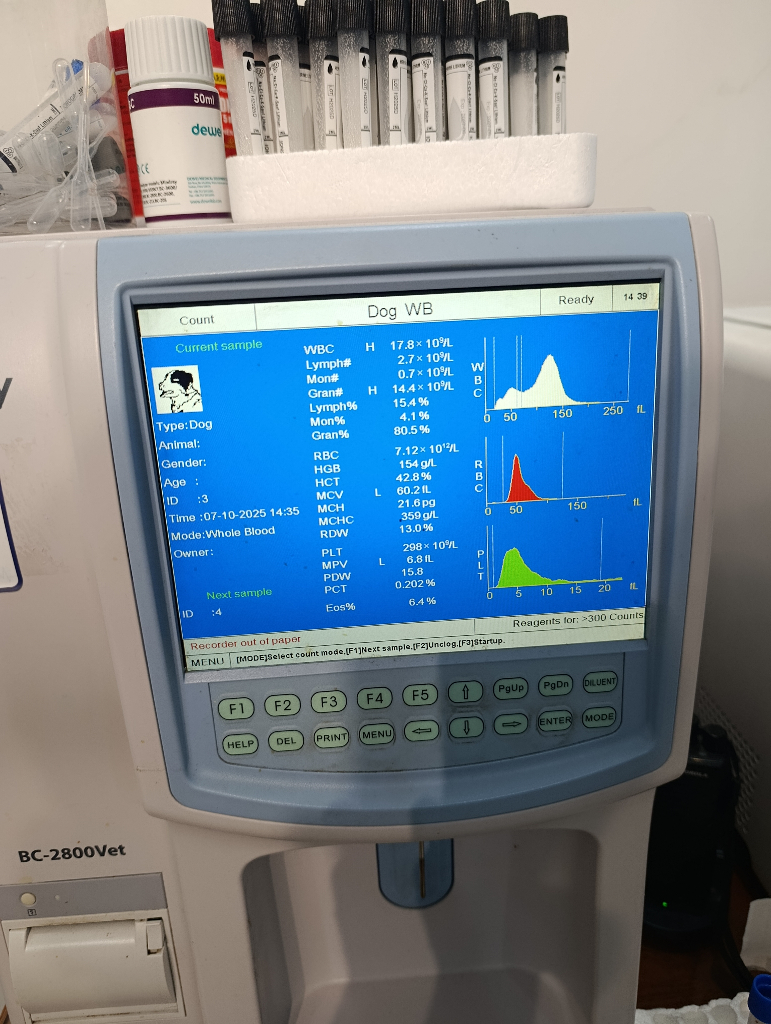 50ml
dewe
Count
Dog WB
Ready
14 39
Current sample
Type:Dog
Animal:
Gender:
Age :
ID :3
Time :07-10-2025 14:35
Mode:Whole Blood
Owner:
Next sample
ID :4
WBC H 17.8× 10⁹/L
Lymph# 2.7× 10⁹/L
Mon# 0.7× 10⁹/L
Gran# H 14.4× 10⁹/L
Lymph% 15.4 %
Mon% 4.1 %
Gran% 80.5 %
RBC 7.12× 10¹²/L
HGB 154 g/L
HCT 42.8 %
MCV L 60.2 fL
MCH 21.6 pg
MCHC 359 g/L
RDW 13.0 %
PLT 298× 10⁹/L
MPV L 6.8 fL
PDW 15.8
PCT 0.202 %
Eos% 6.4 %
WBC
0 50 150 250 fL
RBC
0 50 150 fL
PLT
0 5 10 20 fL
Recorder out of paper
Reagents for: >300 Counts
MENU [MODE]Select count mode.[F1]Next sample.[F2]Unclog.[F3]Startup.
F1 F2 F3 F4 F5 ⇧ PgUp PgDn DILUENT
HELP DEL PRINT MENU ⇦ ⇩ ⇨ ENTER MODE
BC-2800Vet